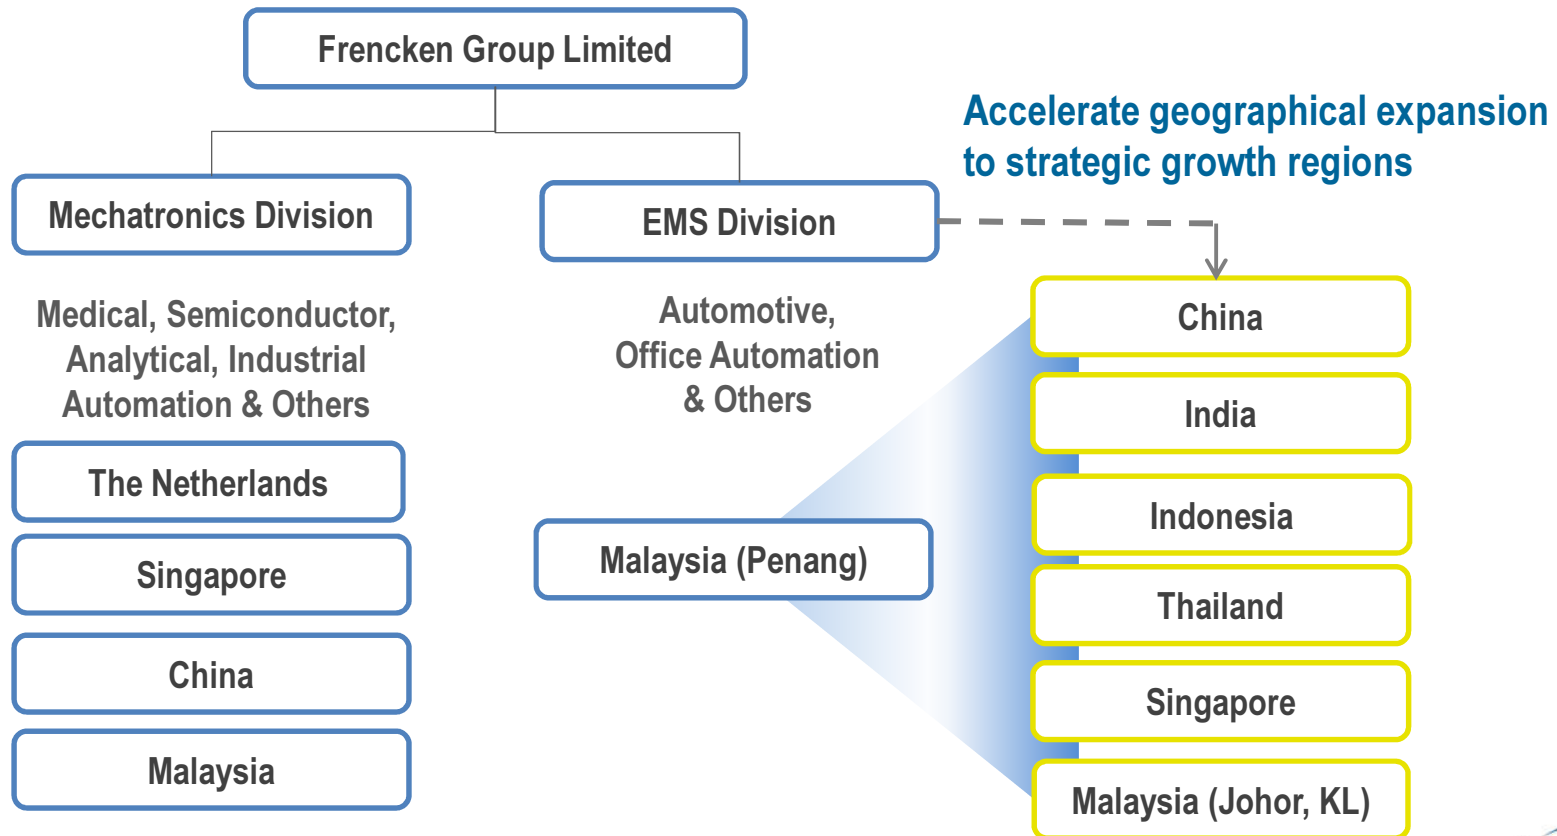 Frencken Group Limited
Accelerate geographical expansion
to strategic growth regions
Mechatronics Division
EMS Division
Medical, Semiconductor,
Analytical, Industrial
Automation & Others
Automotive,
Office Automation
& Others
The Netherlands
Singapore
China
Malaysia
Malaysia (Penang)
China
India
Indonesia
Thailand
Singapore
Malaysia (Johor, KL)